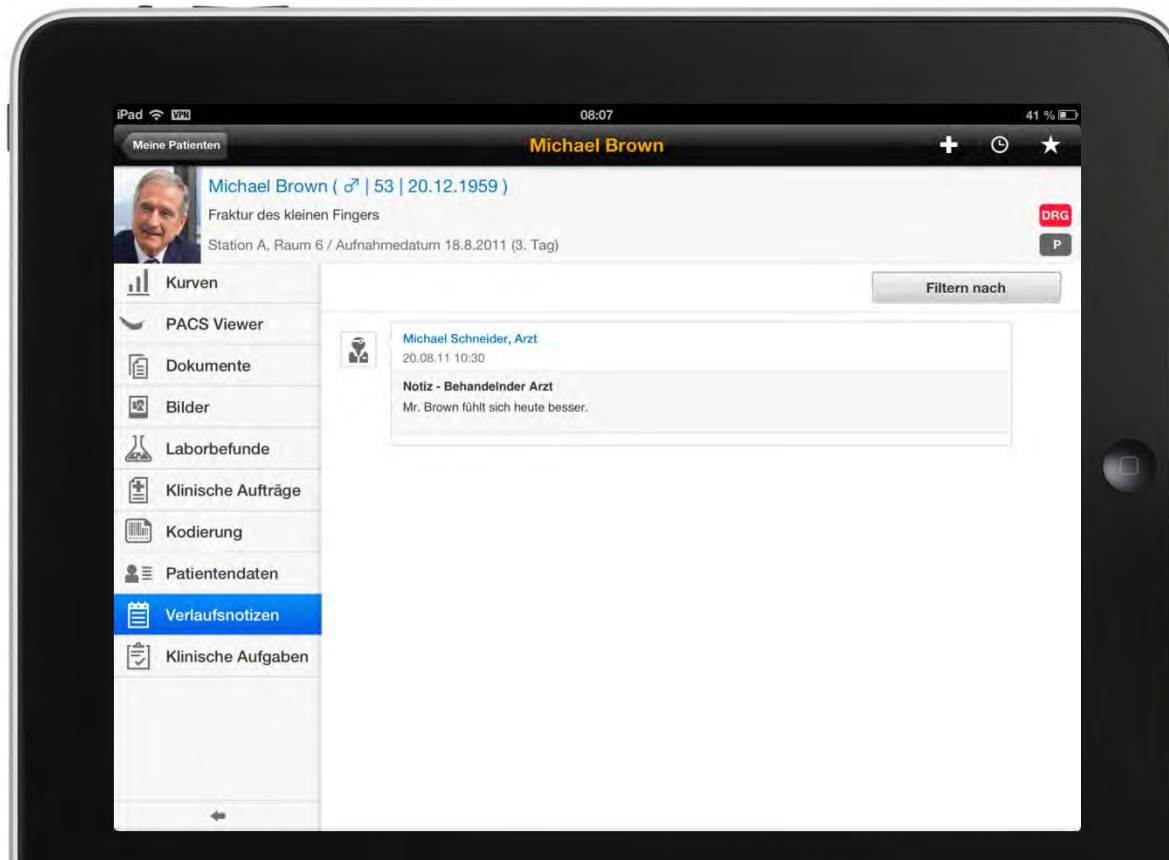 iPad VPN 08:07 41 %
Meine Patienten Michael Brown
Michael Brown ( ♂ | 53 | 20.12.1959 )
Fraktur des kleinen Fingers
DRG
Station A, Raum 6 / Aufnahmedatum 18.8.2011 (3. Tag)
P
Kurven
Filtern nach
PACS Viewer
Michael Schneider, Arzt
20.08.11 10:30
Dokumente
Notiz - Behandelnder Arzt
Mr. Brown fühlt sich heute besser.
Bilder
Laborbefunde
Klinische Aufträge
Kodierung
Patientendaten
Verlaufsnotizen
Klinische Aufgaben